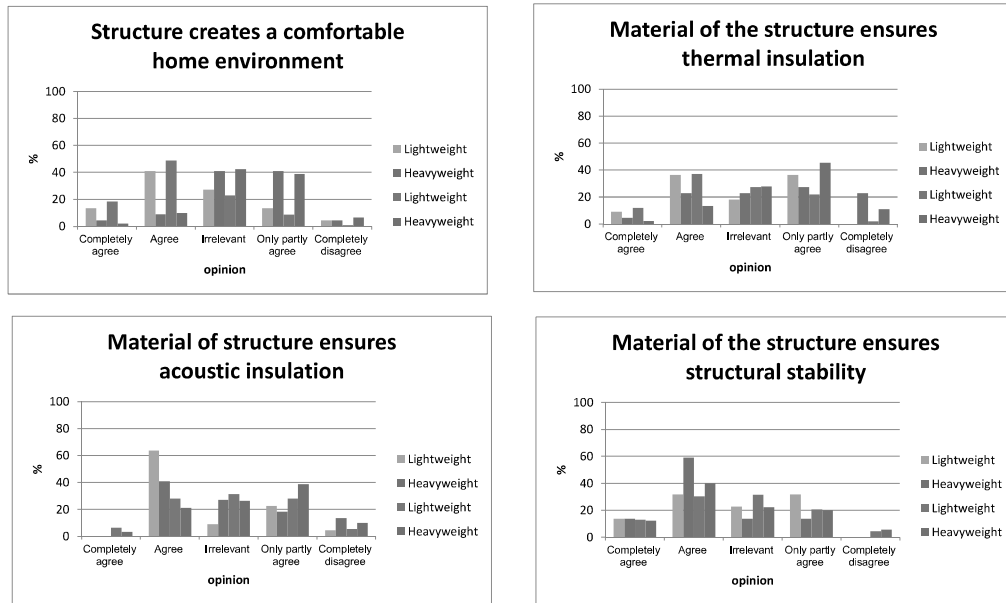 Structure creates a comfortable
home environment
100
80
60
40
20
0
%
Completely
agree
Agree
Irrelevant
Only partly
agree
Completely
disagree
opinion
Lightweight
Heavyweight
Lightweight
Heavyweight
Material of the structure ensures
thermal insulation
100
80
60
40
20
0
%
Completely
agree
Agree
Irrelevant
Only partly
agree
Completely
disagree
opinion
Lightweight
Heavyweight
Lightweight
Heavyweight
Material of structure ensures
acoustic insulation
100
80
60
40
20
0
%
Completely
agree
Agree
Irrelevant
Only partly
agree
Completely
disagree
opinion
Lightweight
Heavyweight
Lightweight
Heavyweight
Material of the structure ensures
structural stability
100
80
60
40
20
0
%
Completely
agree
Agree
Irrelevant
Only partly
agree
Completely
disagree
opinion
Lightweight
Heavyweight
Lightweight
Heavyweight